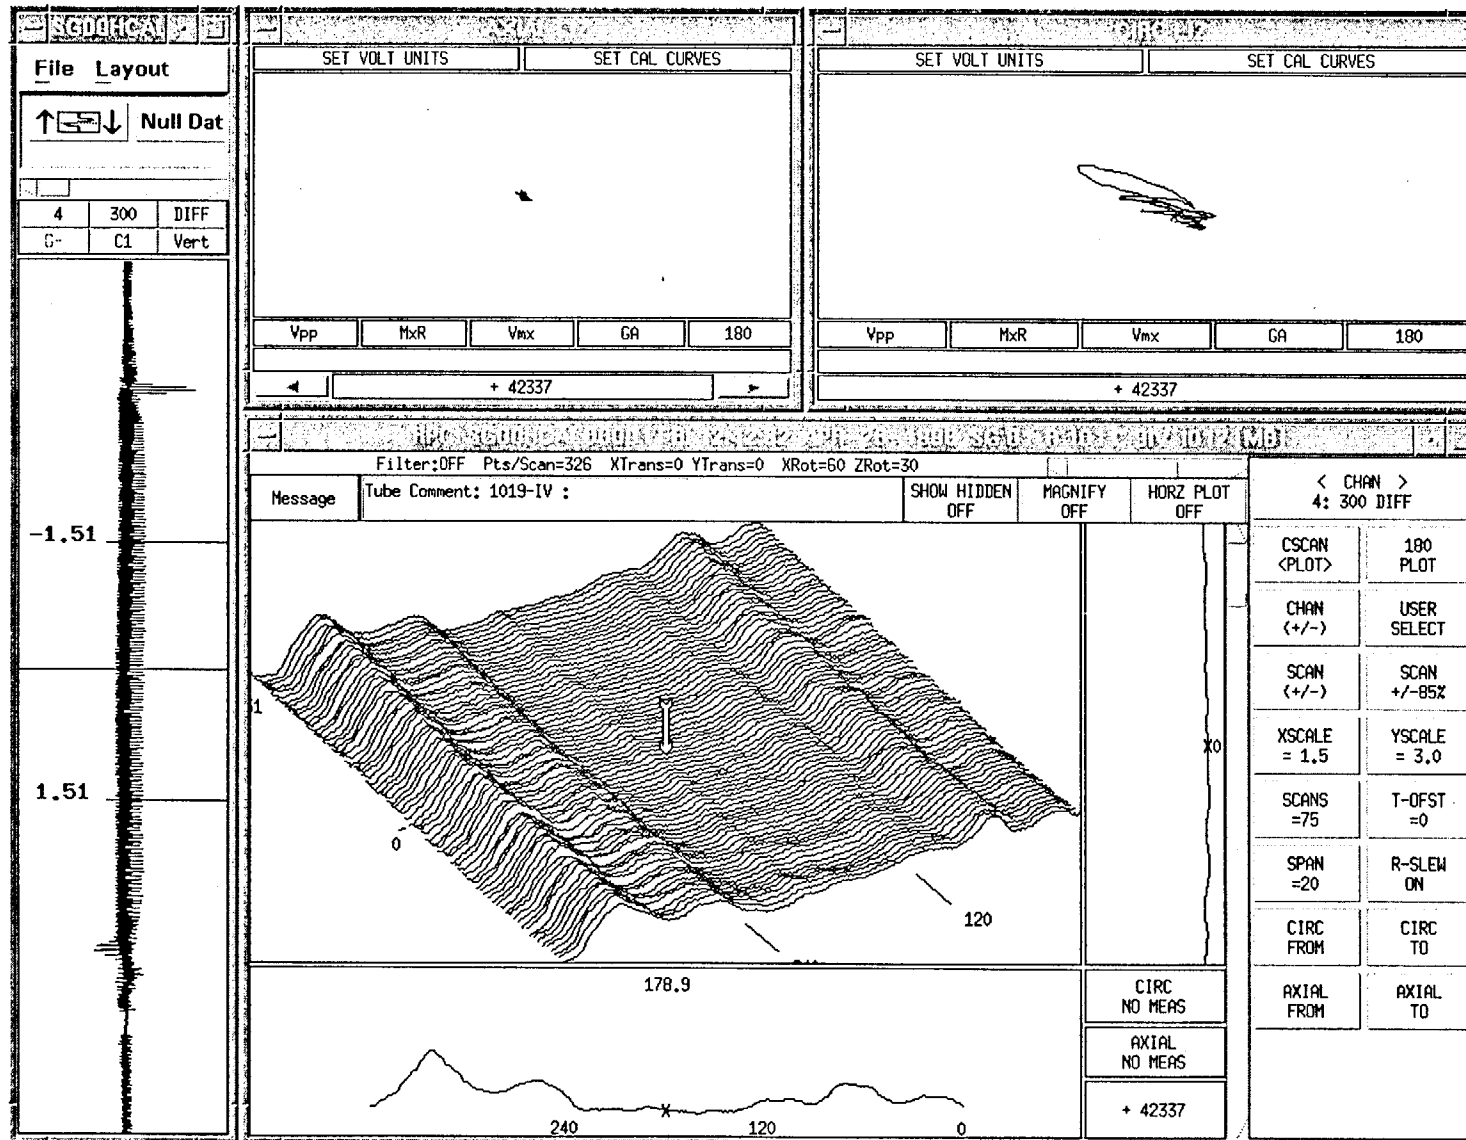 File Layout
Null Dat
4 300 DIFF
G- C1 Vert
-1.51
1.51
SET VOLT UNITS SET CAL CURVES
Vpp MxR Vmx GA 180
+ 42337
SET VOLT UNITS SET CAL CURVES
Vpp MxR Vmx GA 180
+ 42337
Filter:OFF Pts/Scan=326 XTrans=0 YTrans=0 XRot=60 ZRot=30
Message
Tube Comment: 1019-IV :
SHOW HIDDEN
OFF
MAGNIFY
OFF
HORZ PLOT
OFF
1
0
120
X0
178.9
X
240 120 0
CIRC
NO MEAS
AXIAL
NO MEAS
+ 42337
< CHAN >
4: 300 DIFF
CSCAN
<PLOT>
180
PLOT
CHAN
(+/-)
USER
SELECT
SCAN
(+/-)
SCAN
+/-85%
XSCALE
= 1.5
YSCALE
= 3.0
SCANS
=75
T-OFST
=0
SPAN
=20
R-SLEW
ON
CIRC
FROM
CIRC
TO
AXIAL
FROM
AXIAL
TO